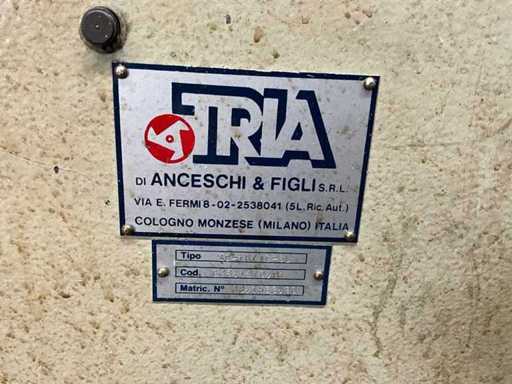 TRIA
DI ANCESCHI & FIGLI S.R.L.
VIA E. FERMI 8 - 02-2538041 (5L. Ric. Aut.)
COLOGNO MONZESE (MILANO) ITALIA
Tipo
Cod.
Matric. N°